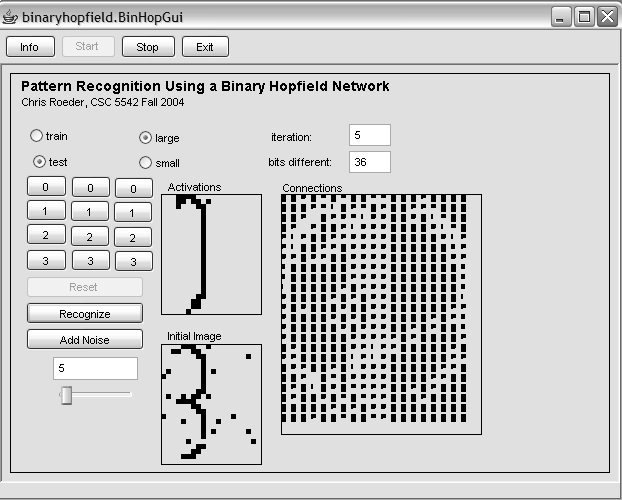 binaryhopfield.BinHopGui
Info Start Stop Exit
Pattern Recognition Using a Binary Hopfield Network
Chris Roeder, CSC 5542 Fall 2004
train large iteration: 5
test small bits different: 36
0 0 0 Activations Connections
1 1 1
2 2 2
3 3 3
Reset
Recognize
Add Noise Initial Image
5